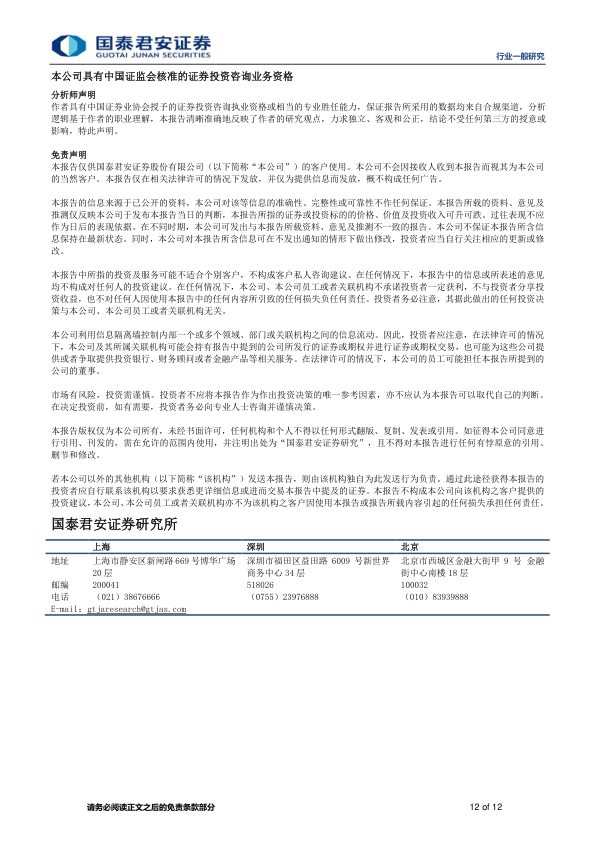 国泰君安证券
GUOTAI JUNAN SECURITIES
行业一般研究
本公司具有中国证监会核准的证券投资咨询业务资格
分析师声明
作者具有中国证券业协会授予的证券投资咨询执业资格或相当的专业胜任能力，保证报告所采用的数据均来自合规渠道，分析
逻辑基于作者的职业理解，本报告清晰准确地反映了作者的研究观点，力求独立、客观和公正，结论不受任何第三方的授意或
影响，特此声明。
免责声明
本报告仅供国泰君安证券股份有限公司（以下简称“本公司”）的客户使用。本公司不会因接收人收到本报告而视其为本公司
的当然客户。本报告仅在相关法律许可的情况下发放，并仅为提供信息而发放，概不构成任何广告。
本报告的信息来源于已公开的资料，本公司对该等信息的准确性、完整性或可靠性不作任何保证。本报告所载的资料、意见及
推测仅反映本公司于发布本报告当日的判断，本报告所指的证券或投资标的的价格、价值及投资收入可升可跌。过往表现不应
作为日后的表现依据。在不同时期，本公司可发出与本报告所载资料、意见及推测不一致的报告。本公司不保证本报告所含信
息保持在最新状态。同时，本公司对本报告所含信息可在不发出通知的情形下做出修改，投资者应当自行关注相应的更新或修
改。
本报告中所指的投资及服务可能不适合个别客户，不构成客户私人咨询建议。在任何情况下，本报告中的信息或所表述的意见
均不构成对任何人的投资建议。在任何情况下，本公司、本公司员工或者关联机构不承诺投资者一定获利，不与投资者分享投
资收益，也不对任何人因使用本报告中的任何内容所引致的任何损失负任何责任。投资者务必注意，其据此做出的任何投资决
策与本公司、本公司员工或者关联机构无关。
本公司利用信息隔离墙控制内部一个或多个领域、部门或关联机构之间的信息流动。因此，投资者应注意，在法律许可的情况
下，本公司及其所属关联机构可能会持有报告中提到的公司所发行的证券或期权并进行证券或期权交易，也可能为这些公司提
供或者争取提供投资银行、财务顾问或者金融产品等相关服务。在法律许可的情况下，本公司的员工可能担任本报告所提到的
公司的董事。
市场有风险，投资需谨慎。投资者不应将本报告作为作出投资决策的唯一参考因素，亦不应认为本报告可以取代自己的判断。
在决定投资前，如有需要，投资者务必向专业人士咨询并谨慎决策。
本报告版权仅为本公司所有，未经书面许可，任何机构和个人不得以任何形式翻版、复制、发表或引用。如征得本公司同意进
行引用、刊发的，需在允许的范围内使用，并注明出处为“国泰君安证券研究”，且不得对本报告进行任何有悖原意的引用、
删节和修改。
若本公司以外的其他机构（以下简称“该机构”）发送本报告，则由该机构独自为此发送行为负责。通过此途径获得本报告的
投资者应自行联系该机构以要求获悉更详细信息或进而交易本报告中提及的证券。本报告不构成本公司向该机构之客户提供的
投资建议，本公司、本公司员工或者关联机构亦不为该机构之客户因使用本报告或报告所载内容引起的任何损失承担任何责任。
国泰君安证券研究所
上海 深圳 北京
地址 上海市静安区新闸路 669 号博华广场 深圳市福田区益田路 6009 号新世界 北京市西城区金融大街甲 9 号 金融
20 层 商务中心 34 层 街中心南楼 18 层
邮编 200041 518026 100032
电话 （021）38676666 （0755）23976888 （010）83939888
E-mail：gtjaresearch@gtjas.com
请务必阅读正文之后的免责条款部分 12 of 12